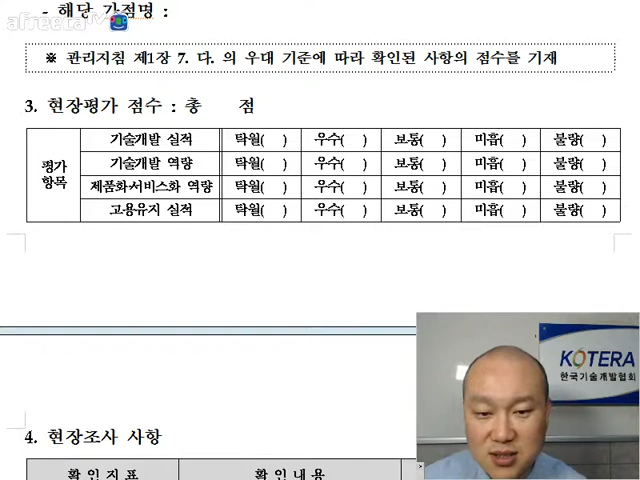 - 해당 가점명 :
afreecaTV
※ 관리지침 제1장 7. 다. 의 우대 기준에 따라 확인된 사항의 점수를 기재
3. 현장평가 점수 : 총 점
평가 항목 기술개발 실적 탁월( ) 우수( ) 보통( ) 미흡( ) 불량( )
기술개발 역량 탁월( ) 우수( ) 보통( ) 미흡( ) 불량( )
제품화·서비스화 역량 탁월( ) 우수( ) 보통( ) 미흡( ) 불량( )
고용유지 실적 탁월( ) 우수( ) 보통( ) 미흡( ) 불량( )
KOTERA
한국기술개발협회
4. 현장조사 사항
확인지표 확인내용